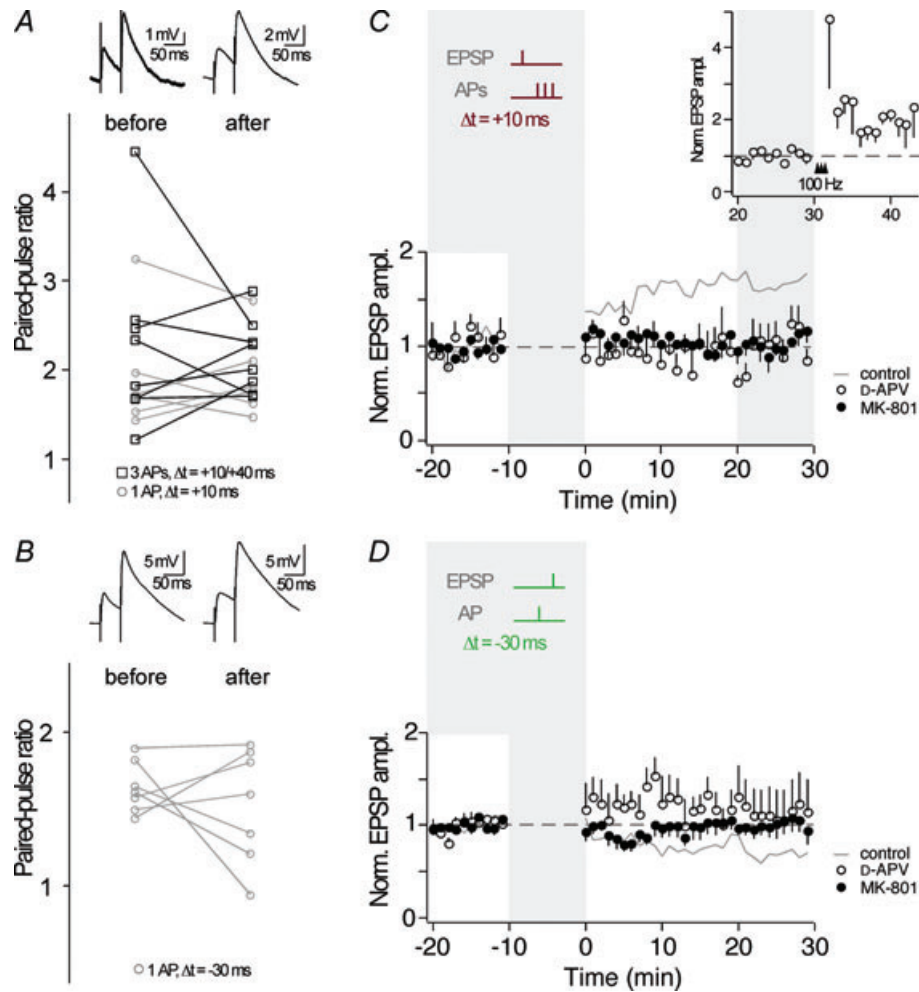 A
1 mV
50 ms
2 mV
50 ms
before
after
Paired-pulse ratio
4
3
2
1
3 APs, Δt = +10/+40 ms
1 AP, Δt = +10 ms
B
5 mV
50 ms
5 mV
50 ms
before
after
Paired-pulse ratio
2
1
1 AP, Δt = -30 ms
C
EPSP
APs
Δt = +10 ms
Norm. EPSP ampl.
4
2
1
0
100 Hz
20
30
40
Norm. EPSP ampl.
2
1
0
-20
-10
0
10
20
30
Time (min)
control
D-APV
MK-801
D
EPSP
AP
Δt = -30 ms
Norm. EPSP ampl.
2
1
0
-20
-10
0
10
20
30
Time (min)
control
D-APV
MK-801